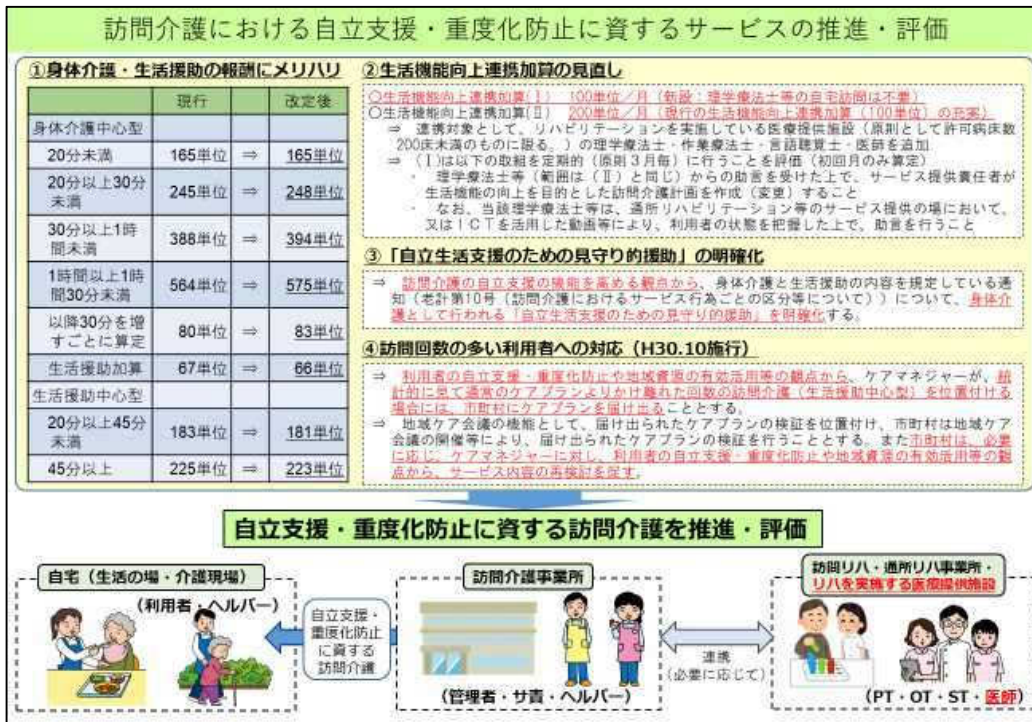 訪問介護における自立支援・重度化防止に資するサービスの推進・評価
①身体介護・生活援助の報酬にメリハリ
現行 改定後
身体介護中心型
20分未満 165単位 ⇒ 165単位
20分以上30分
未満 245単位 ⇒ 248単位
30分以上1時
間未満 388単位 ⇒ 394単位
1時間以上1時
間30分未満 564単位 ⇒ 575単位
以降30分を増
すごとに算定 80単位 ⇒ 83単位
生活援助加算 67単位 ⇒ 66単位
生活援助中心型
20分以上45分
未満 183単位 ⇒ 181単位
45分以上 225単位 ⇒ 223単位
②生活機能向上連携加算の見直し
○生活機能向上連携加算(Ⅰ) 100単位/月(新設:理学療法士等の自宅訪問は不要)
○生活機能向上連携加算(Ⅱ) 200単位/月(現行の生活機能向上連携加算(100単位)の充実)
⇒ 連携対象として、リハビリテーションを実施している医療提供施設(原則として許可病床数
200床未満のものに限る。)の理学療法士・作業療法士・言語聴覚士・医師を追加
⇒ (Ⅰ)は以下の取組を定期的(原則3月毎)に行うことを評価(初回月のみ算定)
・ 理学療法士等(範囲は(Ⅱ)と同じ)からの助言を受けた上で、サービス提供責任者が
生活機能の向上を目的とした訪問介護計画を作成(変更)すること
・ なお、当該理学療法士等は、通所リハビリテーション等のサービス提供の場において、
又はICTを活用した動画等により、利用者の状態を把握した上で、助言を行うこと
③「自立生活支援のための見守り的援助」の明確化
⇒ 訪問介護の自立支援の機能を高める観点から、身体介護と生活援助の内容を規定している通
知(老計第10号(訪問介護におけるサービス行為ごとの区分等について))について、身体介
護として行われる「自立生活支援のための見守り的援助」を明確化する。
④訪問回数の多い利用者への対応(H30.10施行)
⇒ 利用者の自立支援・重度化防止や地域資源の有効活用等の観点から、ケアマネジャーが、統
計的に見て通常のケアプランよりかけ離れた回数の訪問介護(生活援助中心型)を位置付ける
場合には、市町村にケアプランを届け出ることとする。
⇒ 地域ケア会議の機能として、届け出られたケアプランの検証を位置付け、市町村は地域ケア
会議の開催等により、届け出られたケアプランの検証を行うこととする。また市町村は、必要
に応じ、ケアマネジャーに対し、利用者の自立支援・重度化防止や地域資源の有効活用等の観
点から、サービス内容の再検討を促す。
自立支援・重度化防止に資する訪問介護を推進・評価
自宅(生活の場・介護現場)
(利用者・ヘルパー)
自立支援・
重度化防止
に資する
訪問介護
訪問介護事業所
(管理者・サ責・ヘルパー)
連携
(必要に応じて)
訪問リハ・通所リハ事業所・
リハを実施する医療提供施設
(PT・OT・ST・医師)